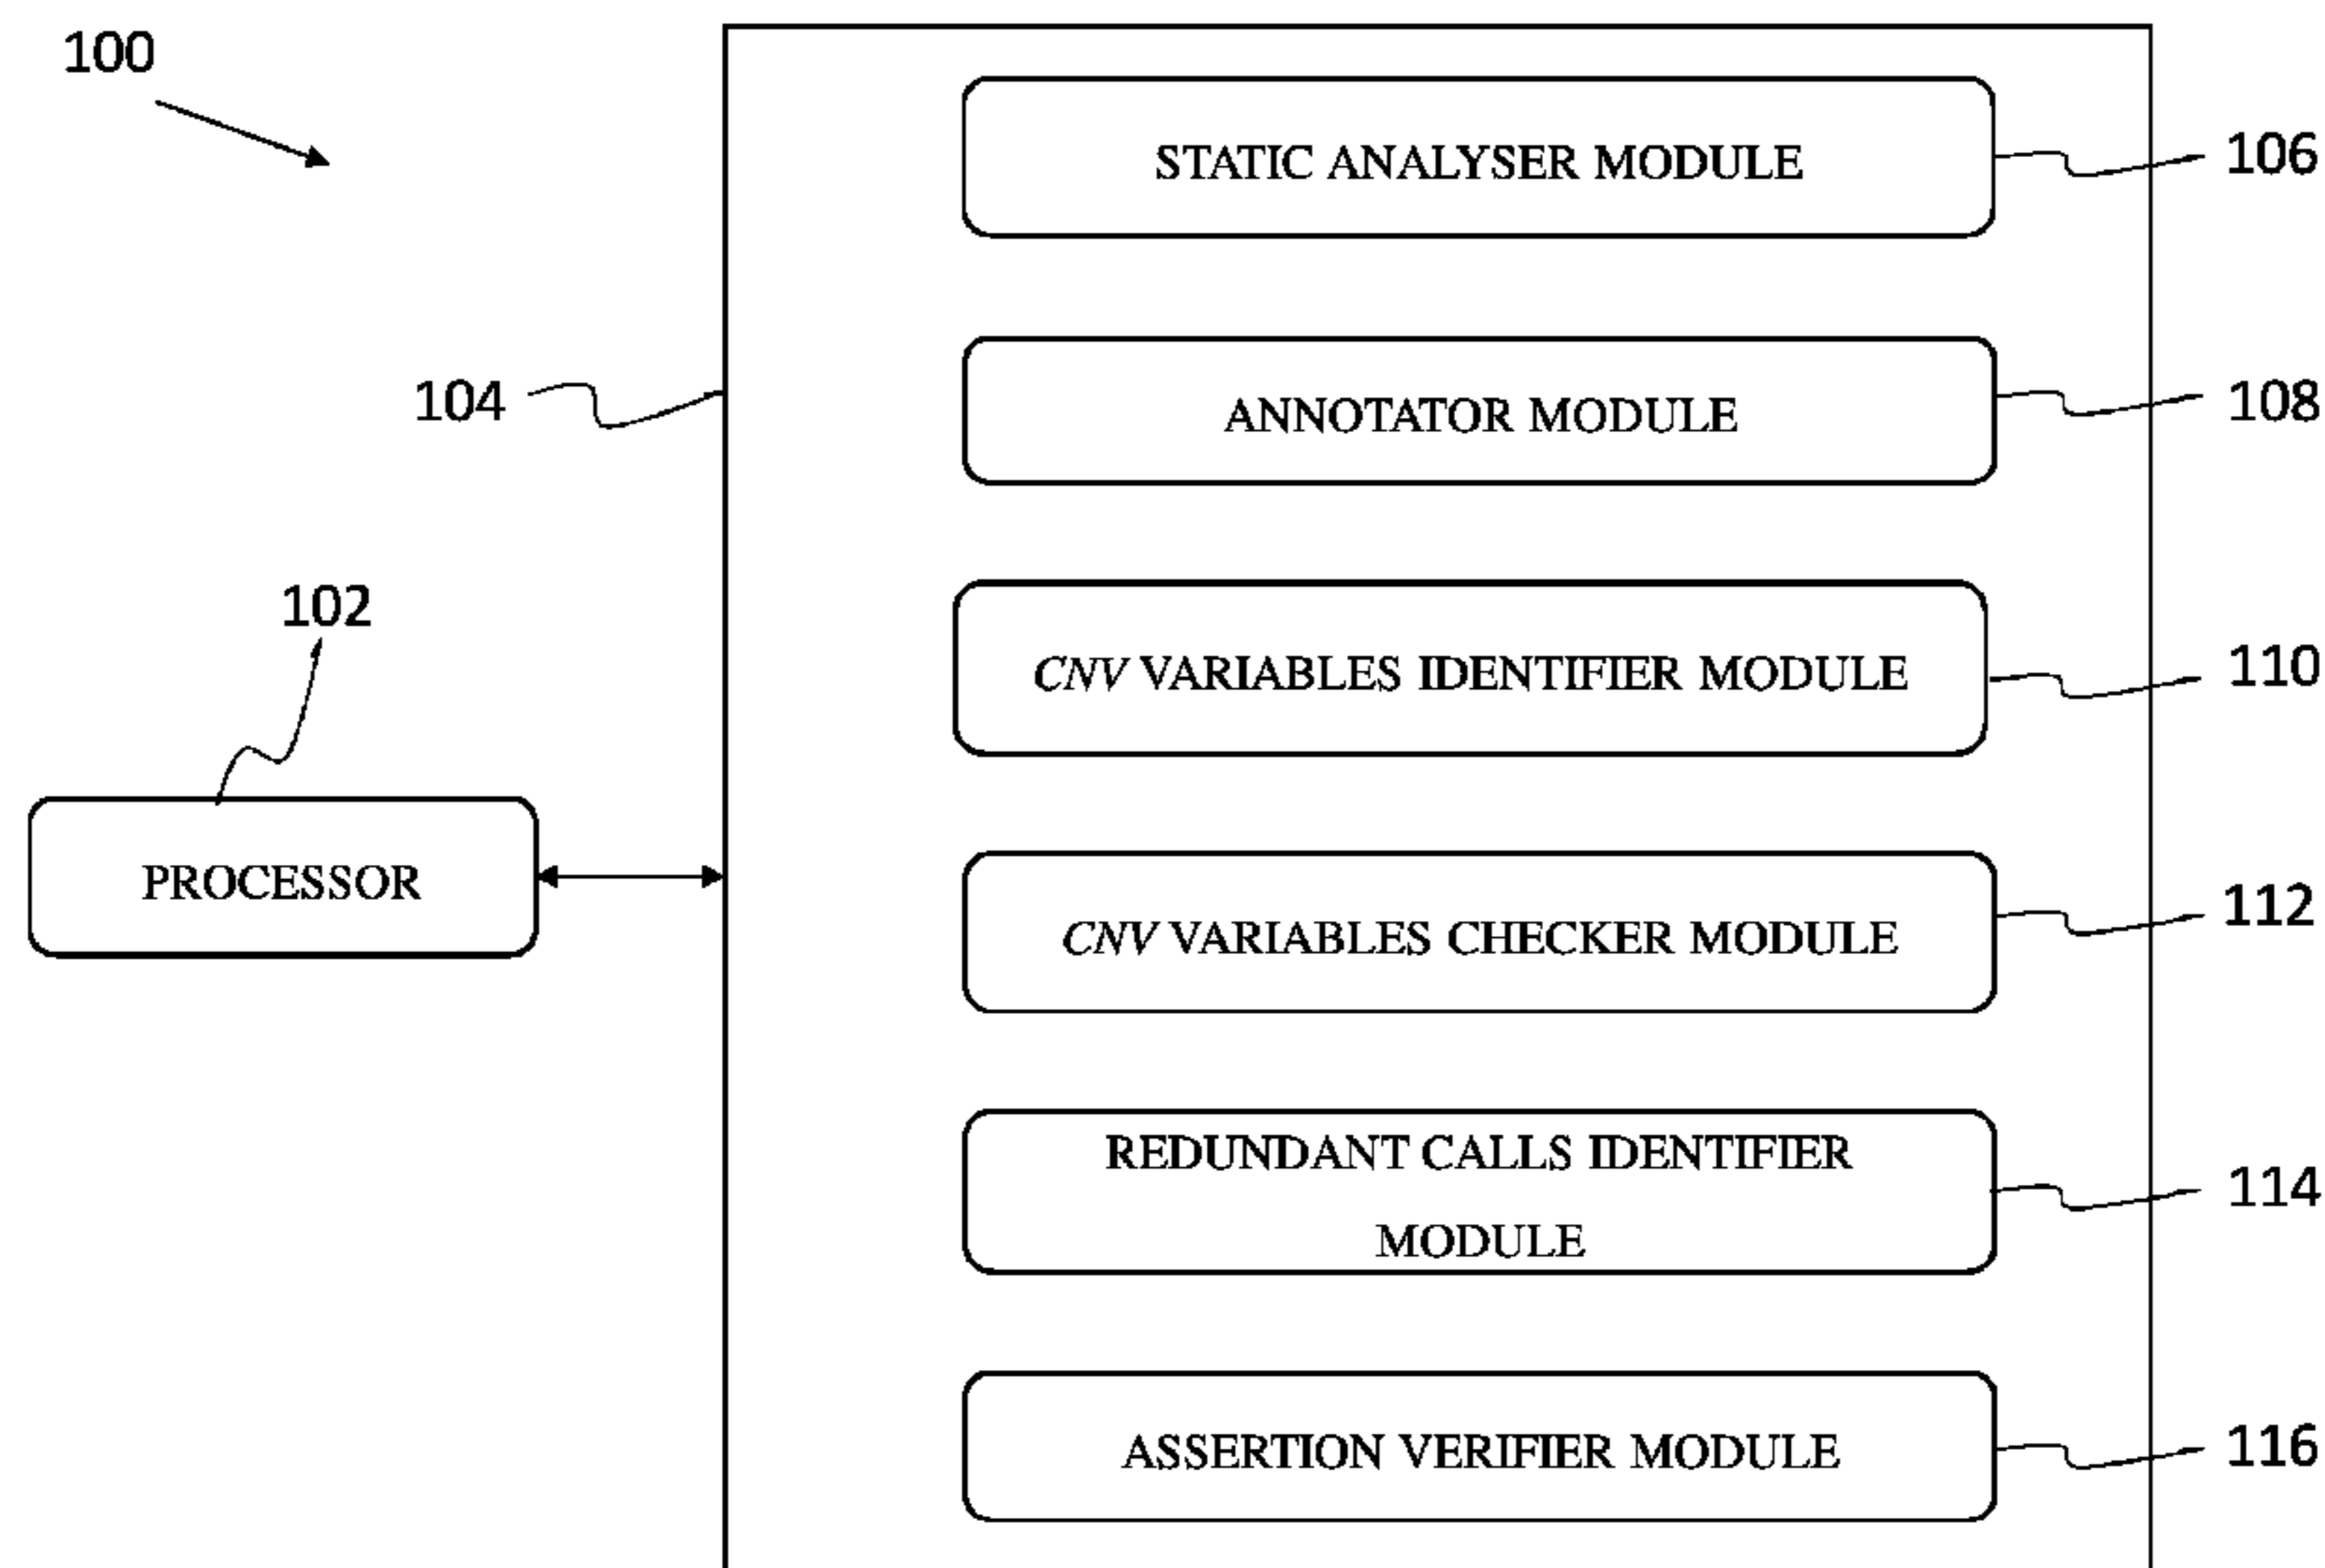 100
STATIC ANALYSER MODULE
106
104
ANNOTATOR MODULE
108
102
CNV VARIABLES IDENTIFIER MODULE
110
PROCESSOR
CNV VARIABLES CHECKER MODULE
112
REDUNDANT CALLS IDENTIFIER
MODULE
114
ASSERTION VERIFIER MODULE
116